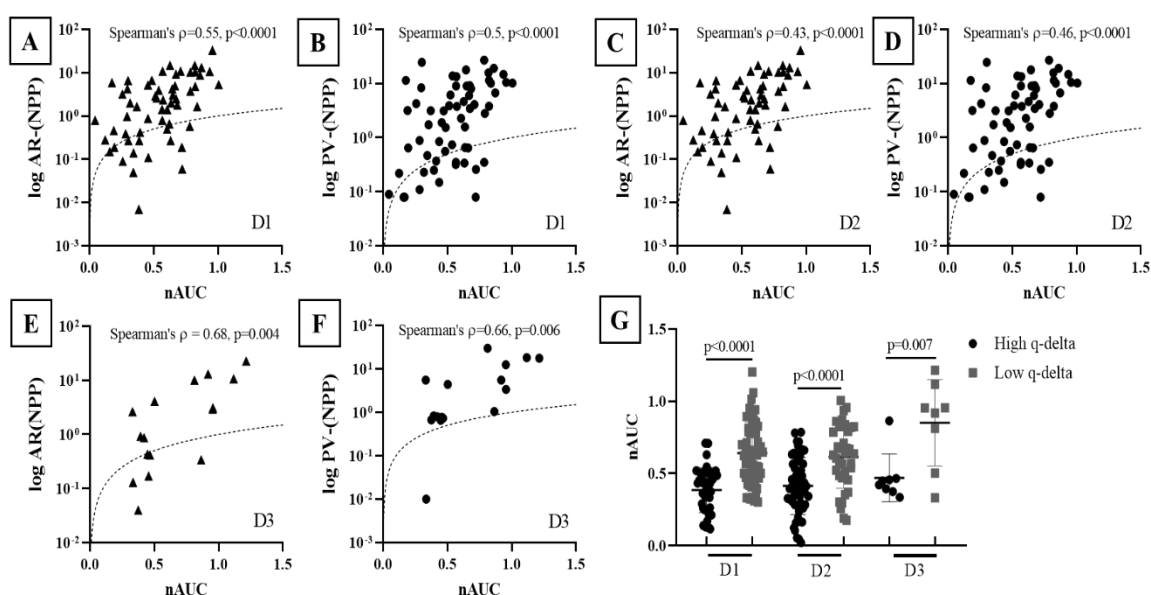 A
Spearman's ρ=0.55, p<0.0001
log AR-(NPP)
10²
10¹
10⁰
10⁻¹
10⁻²
10⁻³
0.0 0.5 1.0 1.5
nAUC
D1
B
Spearman's ρ=0.5, p<0.0001
log PV-(NPP)
10²
10¹
10⁰
10⁻¹
10⁻²
0.0 0.5 1.0 1.5
nAUC
D1
C
Spearman's ρ=0.43, p<0.0001
log AR-(NPP)
10²
10¹
10⁰
10⁻¹
10⁻²
10⁻³
0.0 0.5 1.0 1.5
nAUC
D2
D
Spearman's ρ=0.46, p<0.0001
log PV-(NPP)
10²
10¹
10⁰
10⁻¹
10⁻²
0.0 0.5 1.0 1.5
nAUC
D2
E
Spearman's ρ = 0.68, p=0.004
log AR(NPP)
10²
10¹
10⁰
10⁻¹
10⁻²
0.0 0.5 1.0 1.5
nAUC
D3
F
Spearman's ρ = 0.66, p=0.006
log PV-(NPP)
10²
10¹
10⁰
10⁻¹
10⁻²
10⁻³
0.0 0.5 1.0 1.5
nAUC
D3
G
nAUC
1.5
1.0
0.5
0.0
p<0.0001
p<0.0001
p=0.007
D1 D2 D3
High q-delta
Low q-delta